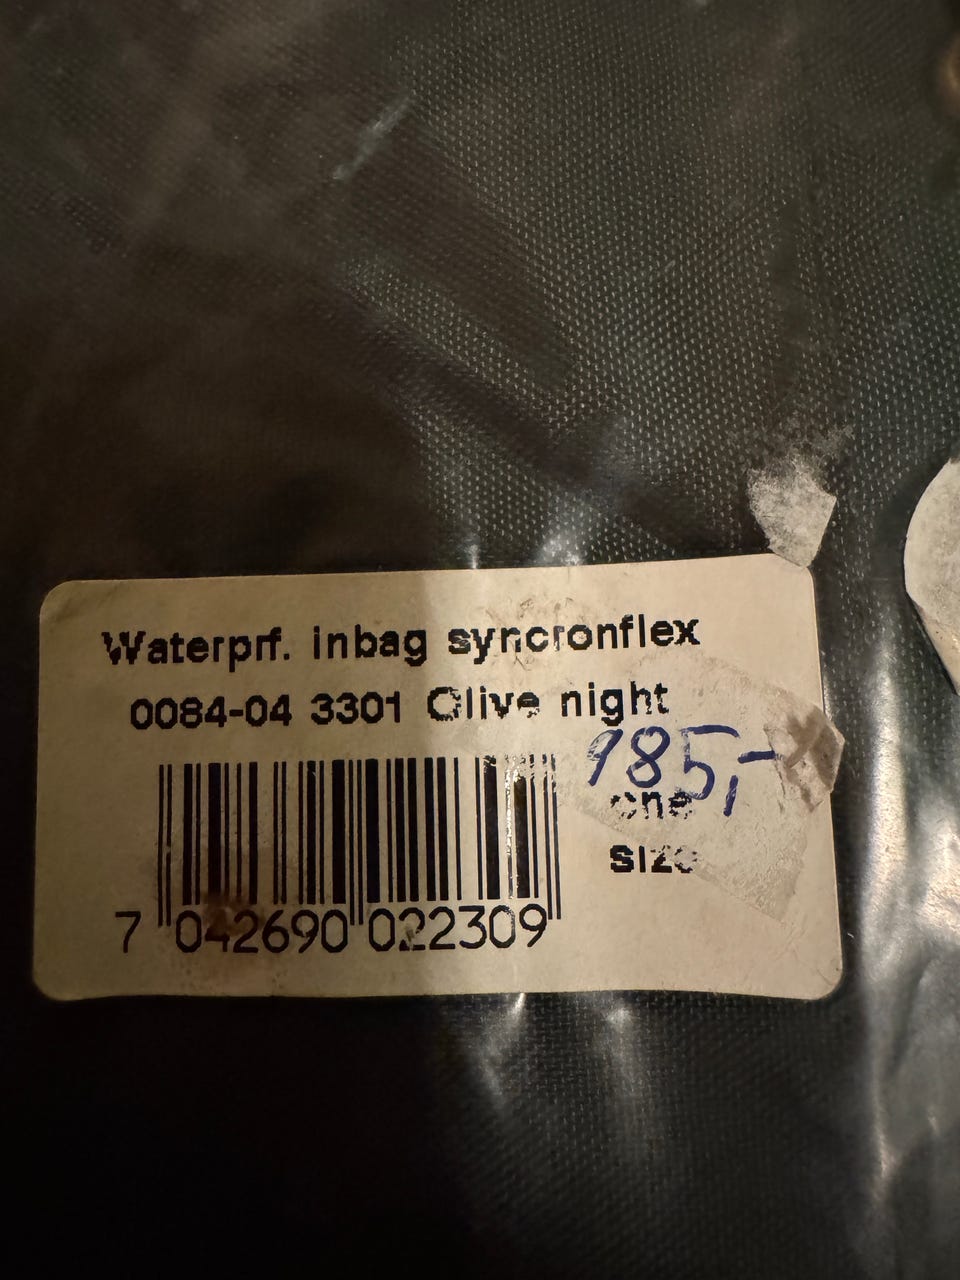 Waterprf. inbag syncronflex
0084-04 3301 Olive night
985,-
one
size
7 042690 022309